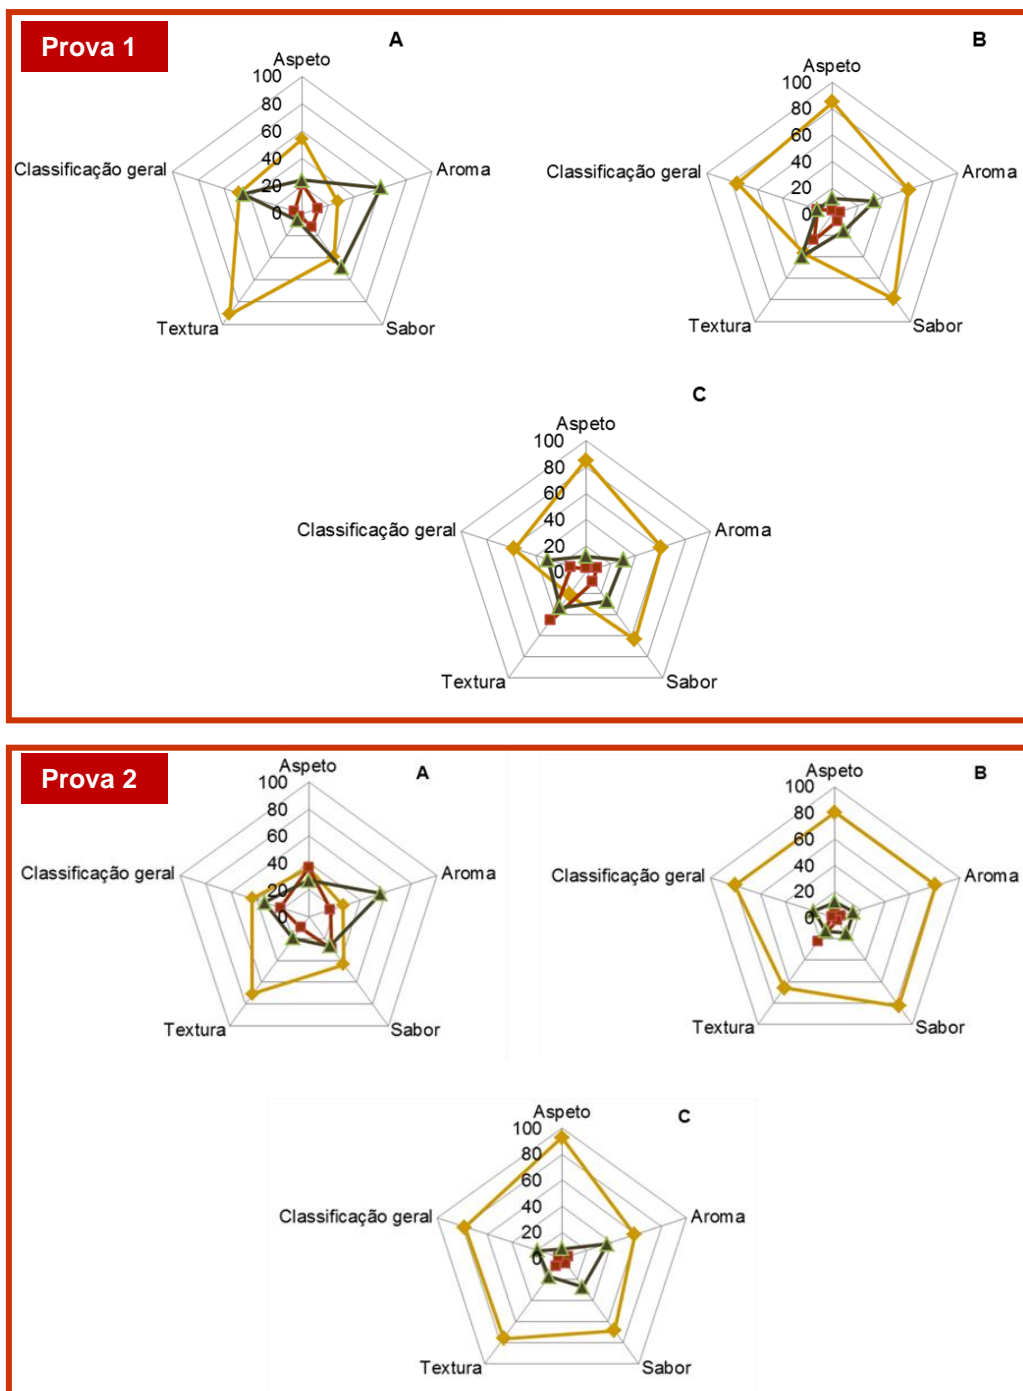 Prova 1
A
Aspeto
100
80
60
40
20
0
Classificação geral
Aroma
Textura
Sabor
B
Aspeto
100
80
60
40
20
0
Classificação geral
Aroma
Textura
Sabor
C
Aspeto
100
80
60
40
20
0
Classificação geral
Aroma
Textura
Sabor
Prova 2
A
Aspeto
100
80
60
40
20
0
Classificação geral
Aroma
Textura
Sabor
B
Aspeto
100
80
60
40
20
0
Classificação geral
Aroma
Textura
Sabor
C
Aspeto
100
80
60
40
20
0
Classificação geral
Aroma
Textura
Sabor